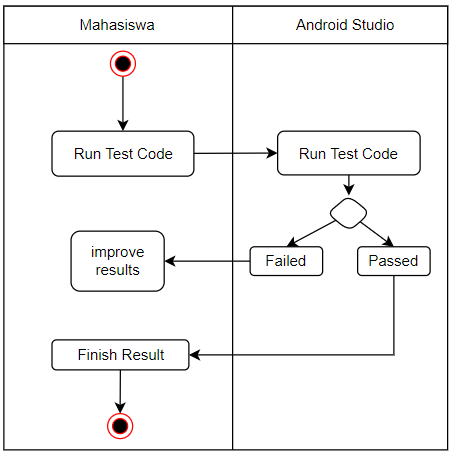 Mahasiswa
Android Studio
Run Test Code
Run Test Code
improve
results
Failed
Passed
Finish Result